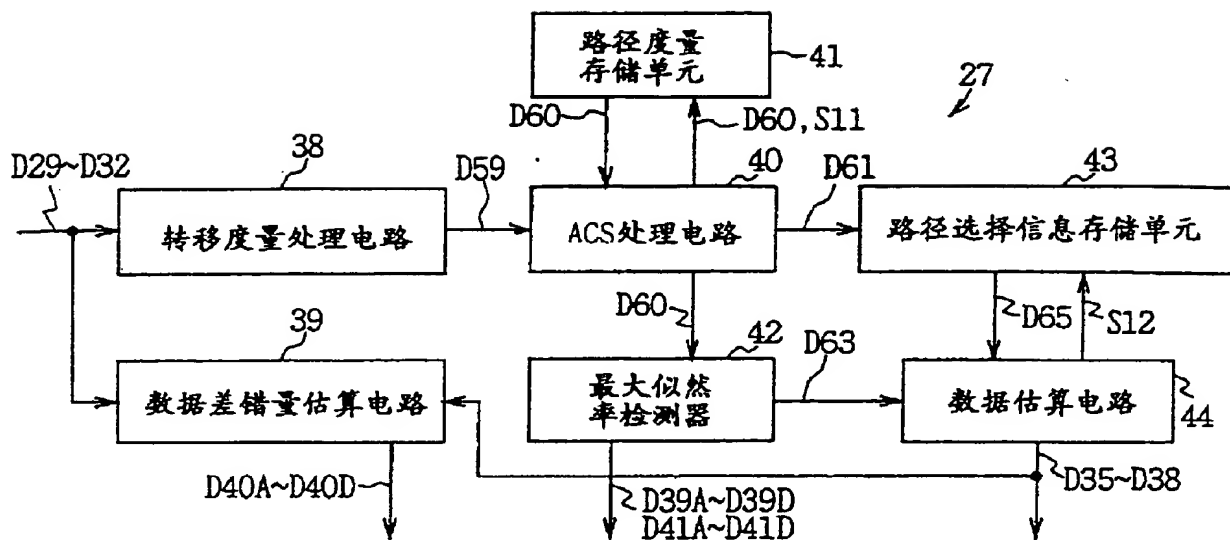 路径度量
存储单元
41
27
D60
D60,S11
D29~D32
38
D59
40
D61
43
转移度量处理电路
ACS处理电路
路径选择信息存储单元
D60
D65
S12
39
42
D63
数据差错量估算电路
最大似然
率检测器
数据估算电路
44
D40A~D40D
D39A~D39D
D41A~D41D
D35~D38